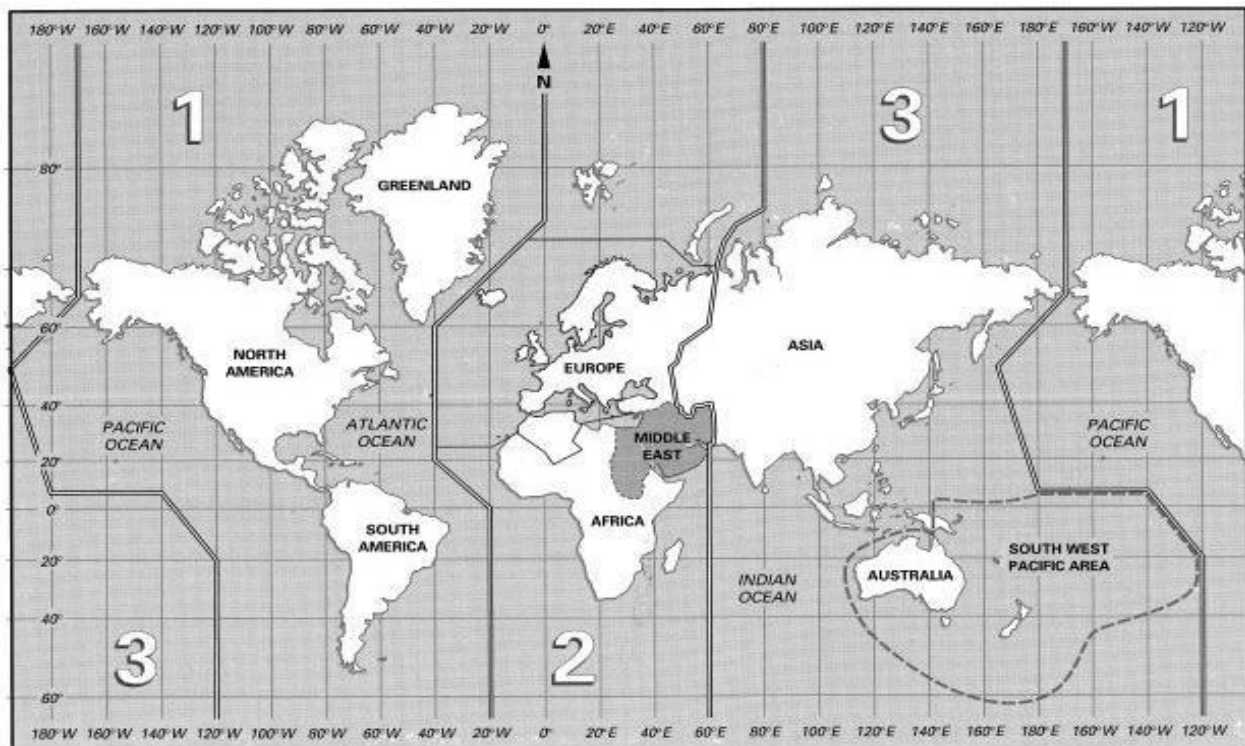 180°W 160°W 140°W 120°W 100°W 80°W 60°W 40°W 20°W 0° 20°E 40°E 60°E 80°E 100°E 120°E 140°E 160°E 180°E 160°W 140°W 120°W
N
1
3
1
80°
GREENLAND
60°
NORTH
AMERICA
EUROPE
ASIA
40°
PACIFIC
OCEAN
ATLANTIC
OCEAN
MIDDLE
EAST
PACIFIC
OCEAN
20°
0°
SOUTH
AMERICA
AFRICA
SOUTH WEST
PACIFIC AREA
20°
INDIAN
OCEAN
AUSTRALIA
40°
3
2
60°
180°W 160°W 140°W 120°W 100°W 80°W 60°W 40°W 20°W 0° 20°E 40°E 60°E 80°E 100°E 120°E 140°E 160°E 180°E 160°W 140°W 120°W